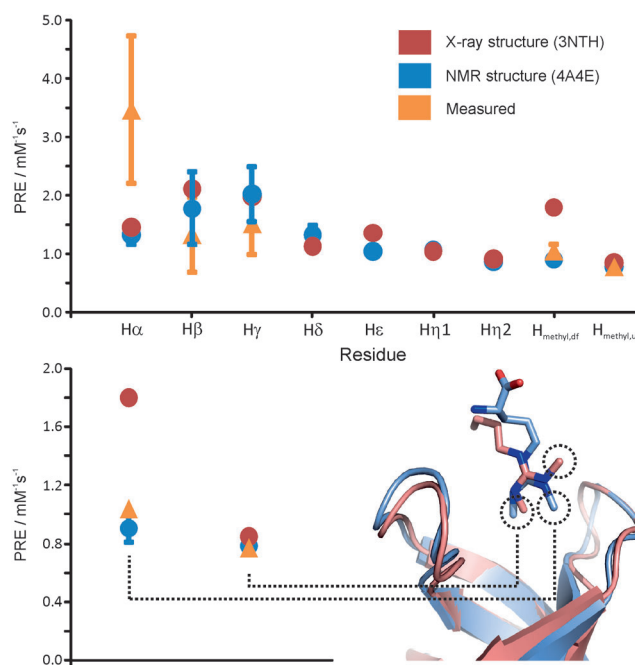 5.0
4.0
3.0
2.0
1.0
0.0
PRE / mM⁻¹s⁻¹
X-ray structure (3NTH)
NMR structure (4A4E)
Measured
Hα Hβ Hγ Hδ Hε Hη1 Hη2 Hmethyl,df
Residue
2.0
1.6
1.2
0.8
0.4
0.0
PRE / mM⁻¹s⁻¹